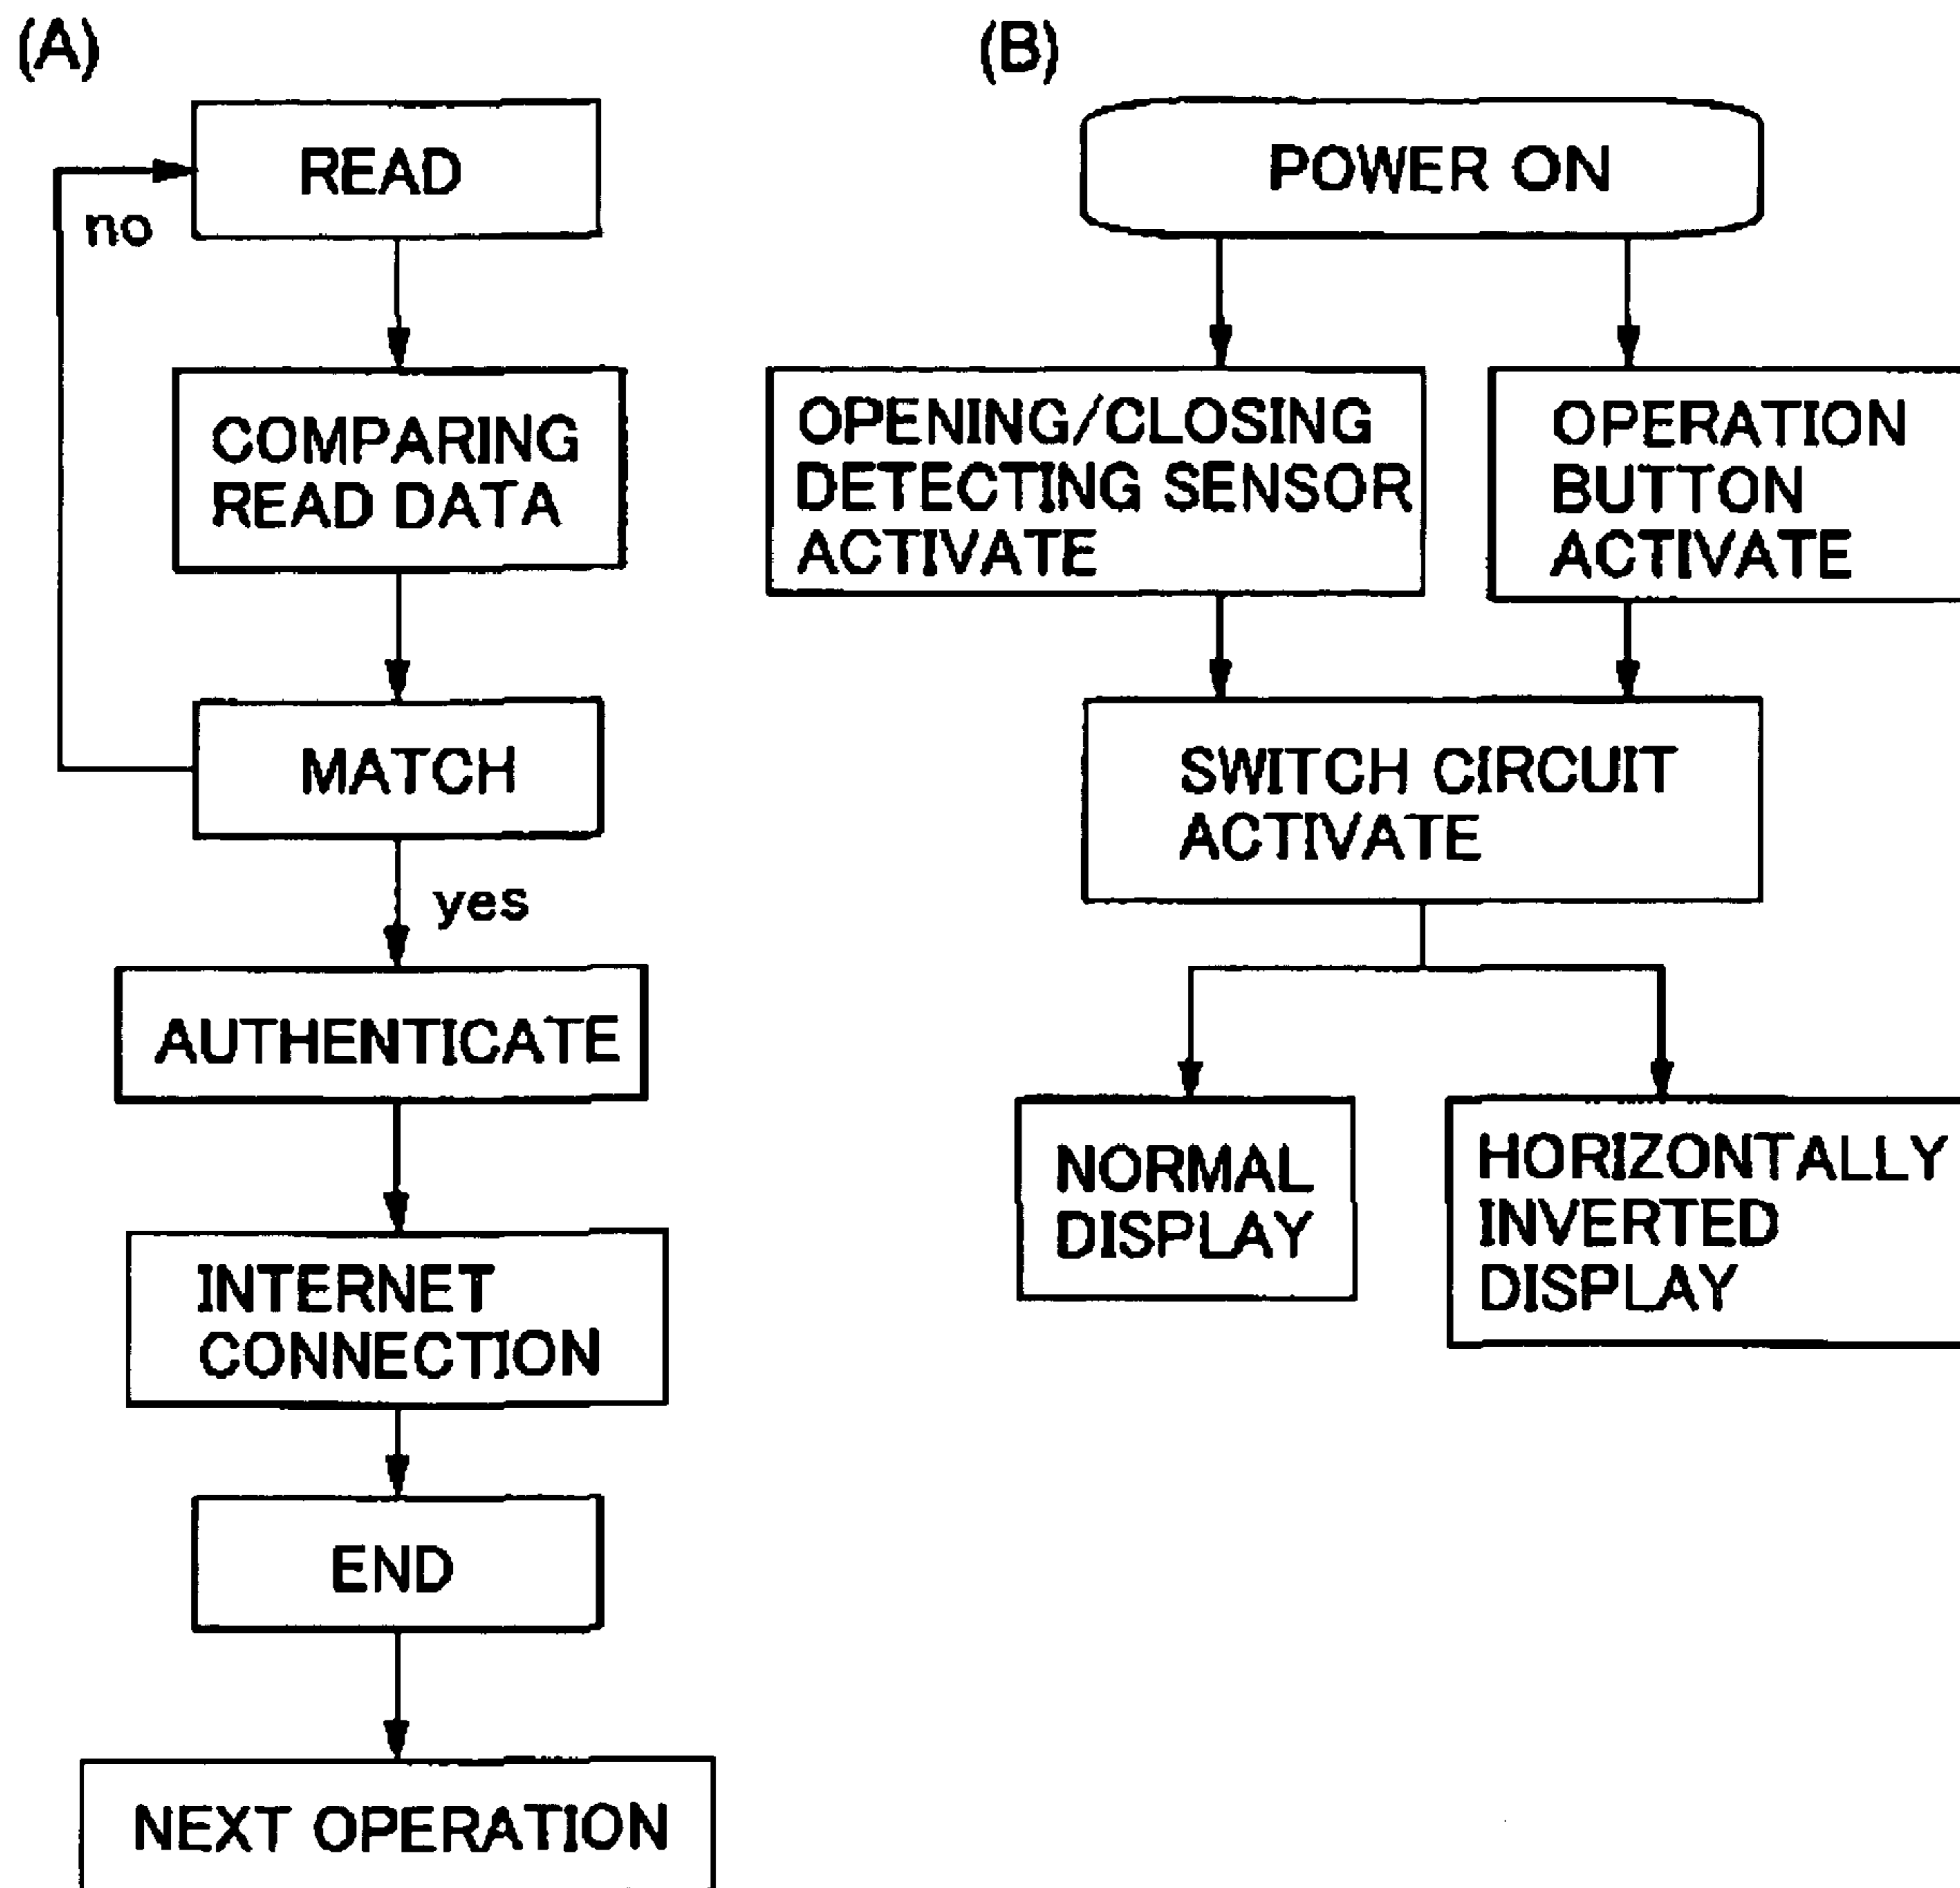 (A)
READ
no
COMPARING
READ DATA
MATCH
yes
AUTHENTICATE
INTERNET
CONNECTION
END
NEXT OPERATION
(B)
POWER ON
OPENING/CLOSING
DETECTING SENSOR
ACTIVATE
OPERATION
BUTTON
ACTIVATE
SWITCH CIRCUIT
ACTIVATE
NORMAL
DISPLAY
HORIZONTALLY
INVERTED
DISPLAY